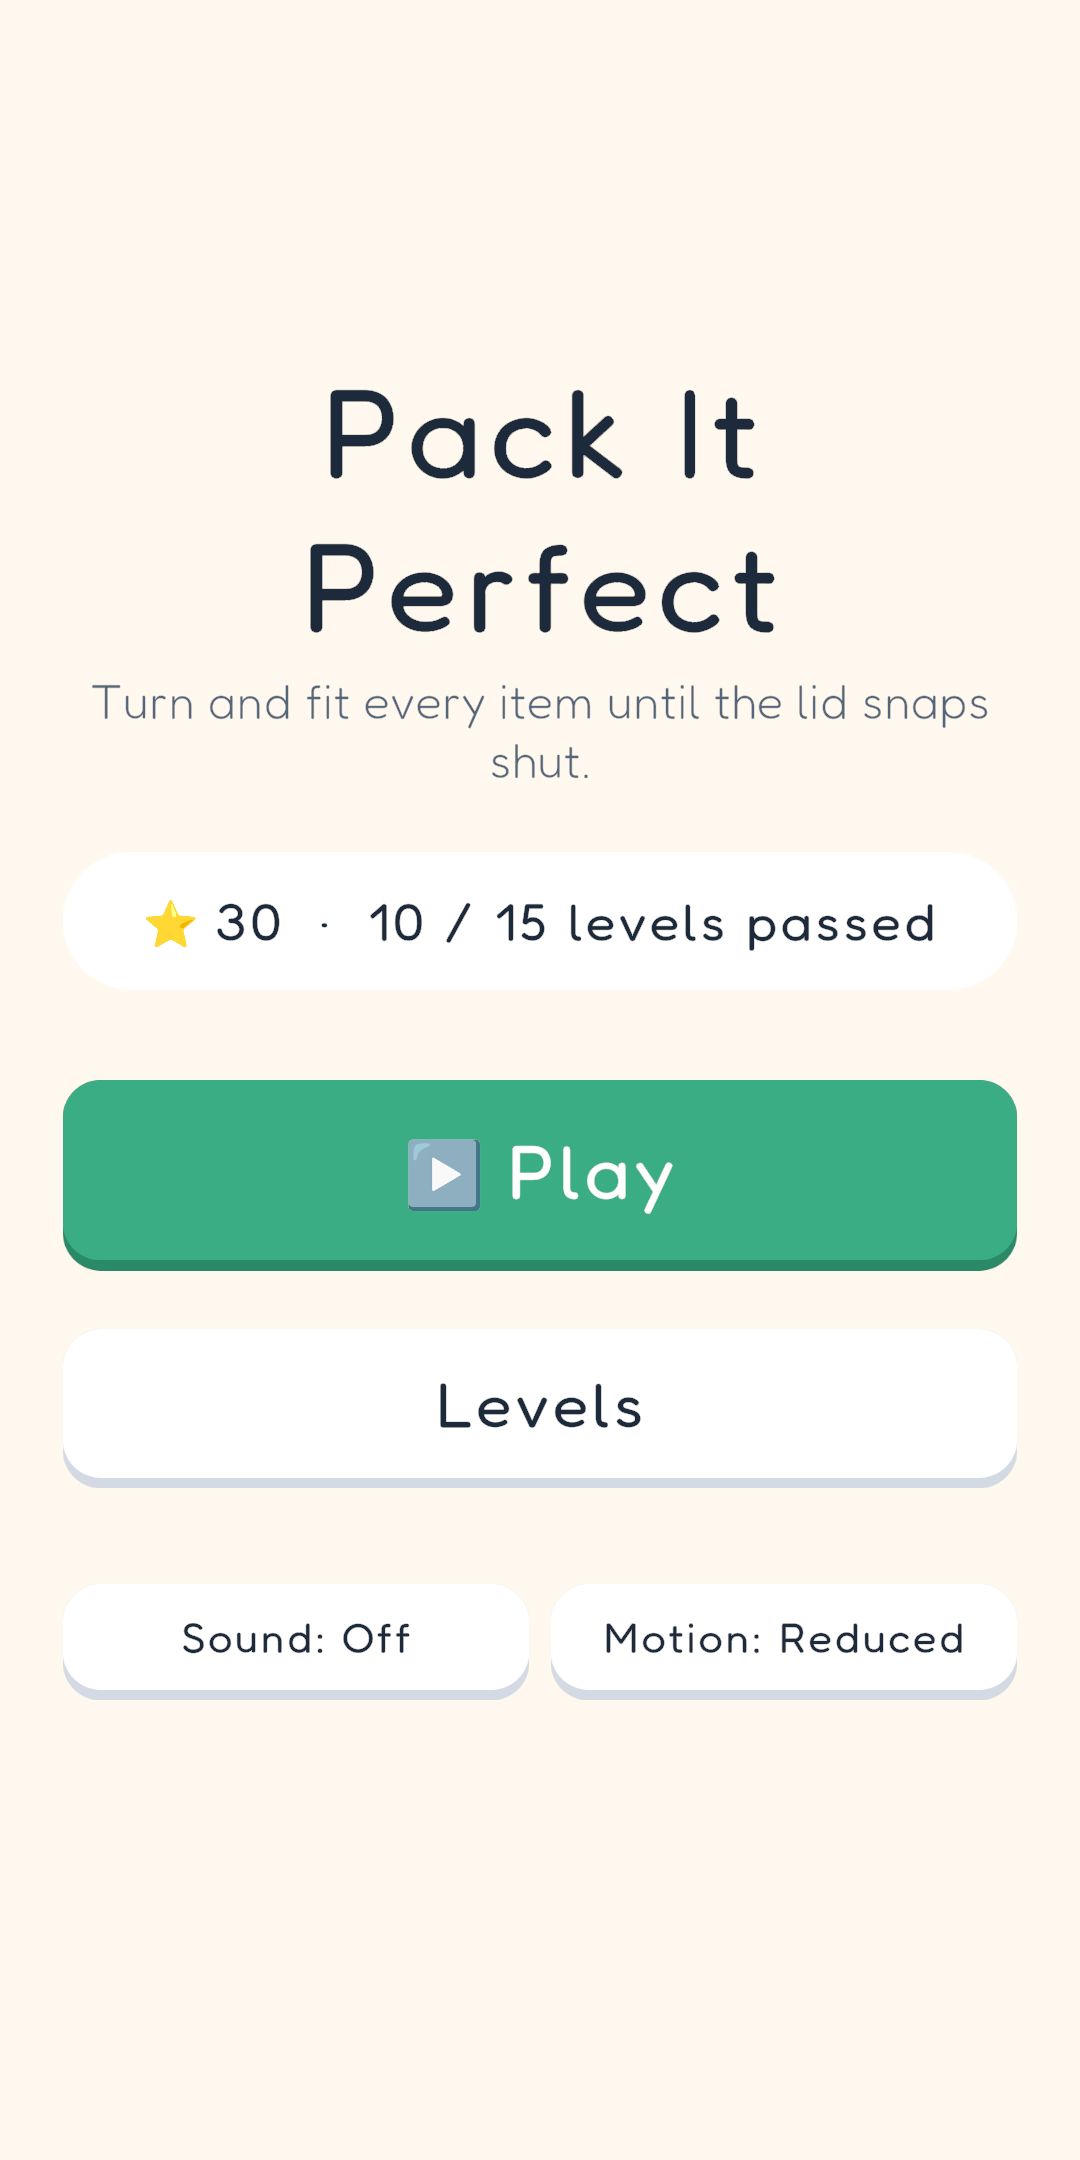 Pack It
Perfect
Turn and fit every item until the lid snaps
shut.
⭐ 30 · 10 / 15 levels passed
▶️ Play
Levels
Sound: Off
Motion: Reduced